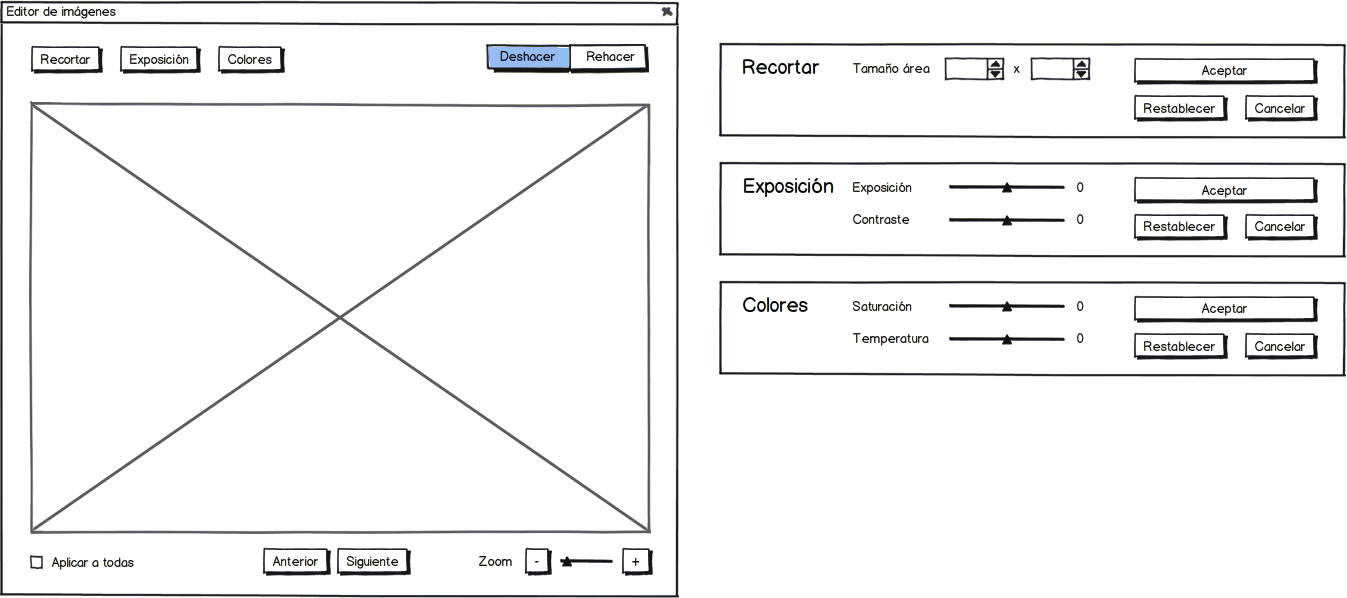 Editor de imágenes
Recortar Exposición Colores Deshacer Rehacer
Aplicar a todas Anterior Siguiente Zoom - +
Recortar Tamaño área x Aceptar
Restablecer Cancelar
Exposición Exposición 0 Aceptar
Contraste 0 Restablecer Cancelar
Colores Saturación 0 Aceptar
Temperatura 0 Restablecer Cancelar